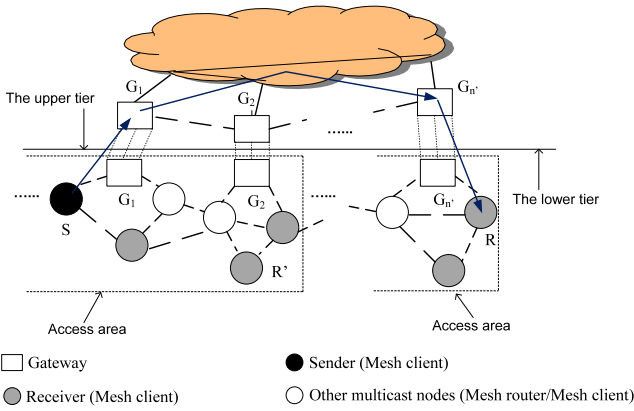 G1
Gn’
The upper tier
G2
......
G1
G2
Gn’
......
......
S
R’
R
The lower tier
Access area
Access area
Gateway
Sender (Mesh client)
Receiver (Mesh client)
Other multicast nodes (Mesh router/Mesh client)